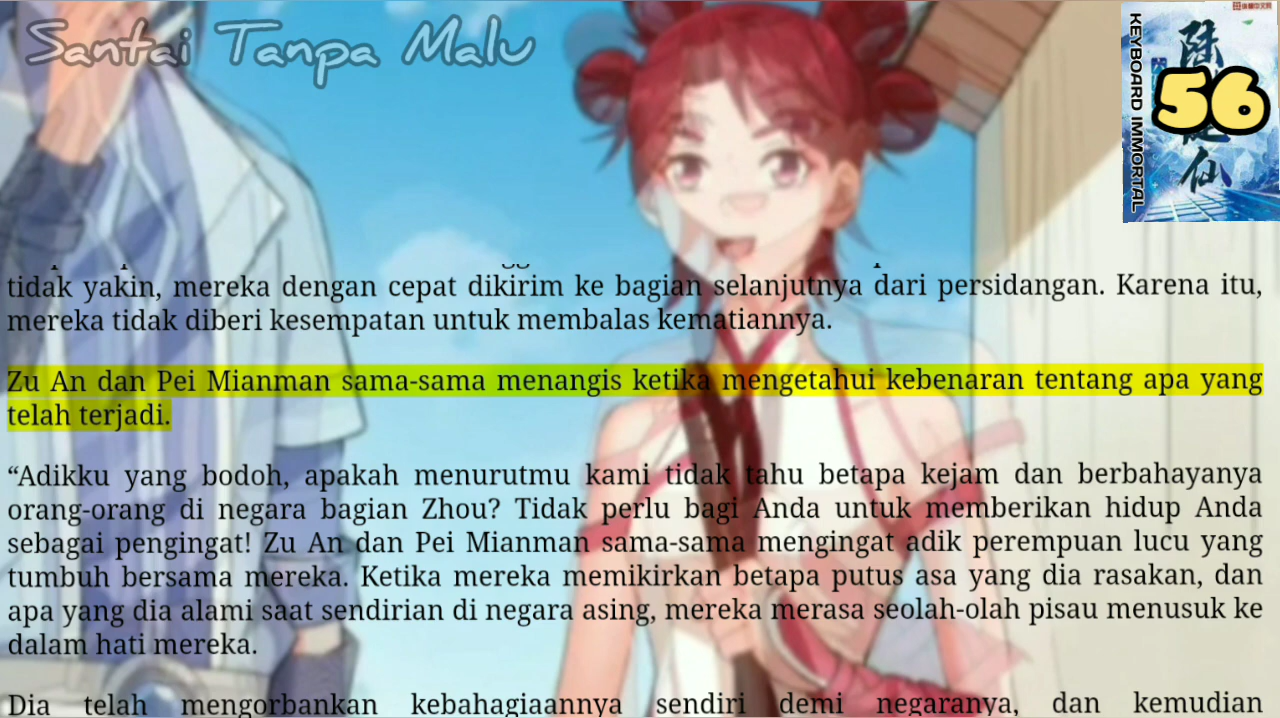 Santai Tanpa Malu
KEYBOARD IMMORTAL
56
仙
tidak yakin, mereka dengan cepat dikirim ke bagian selanjutnya dari persidangan. Karena itu,
mereka tidak diberi kesempatan untuk membalas kematiannya.
Zu An dan Pei Mianman sama-sama menangis ketika mengetahui kebenaran tentang apa yang
telah terjadi.
“Adikku yang bodoh, apakah menurutmu kami tidak tahu betapa kejam dan berbahayanya
orang-orang di negara bagian Zhou? Tidak perlu bagi Anda untuk memberikan hidup Anda
sebagai pengingat! Zu An dan Pei Mianman sama-sama mengingat adik perempuan lucu yang
tumbuh bersama mereka. Ketika mereka memikirkan betapa putus asa yang dia rasakan, dan
apa yang dia alami saat sendirian di negara asing, mereka merasa seolah-olah pisau menusuk ke
dalam hati mereka.
Dia telah mengorbankan kebahagiaannya sendiri demi negaranya, dan kemudian